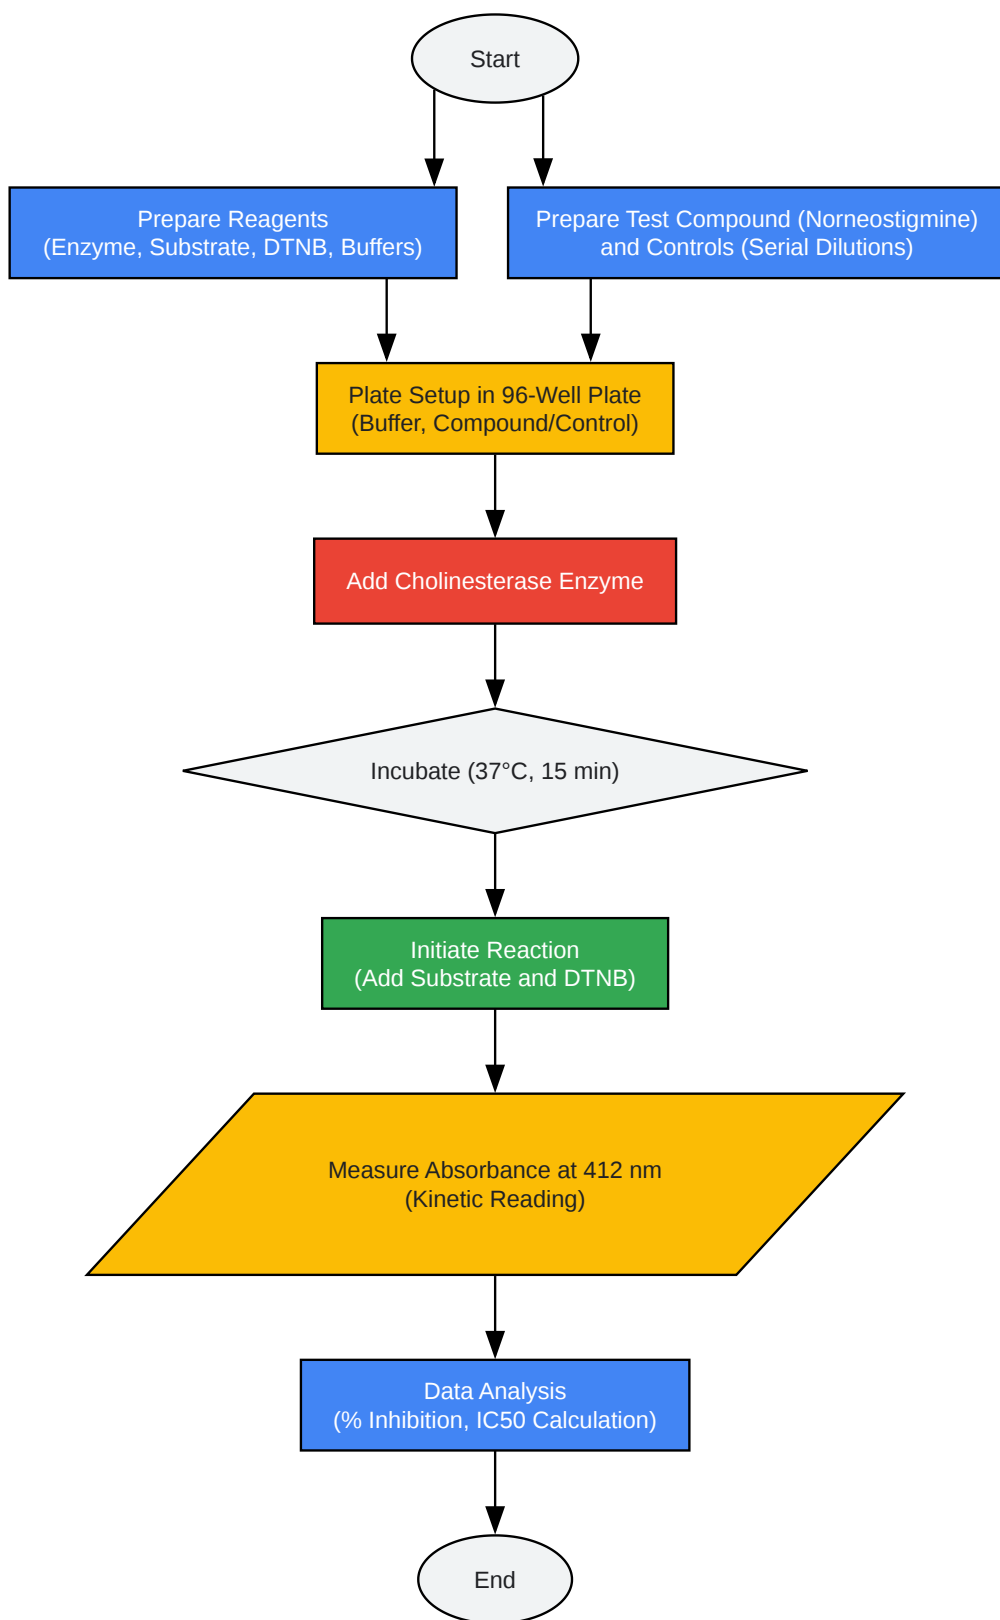 Start
Prepare Reagents
(Enzyme, Substrate, DTNB, Buffers)
Prepare Test Compound (Norneostigmine)
and Controls (Serial Dilutions)
Plate Setup in 96-Well Plate
(Buffer, Compound/Control)
Add Cholinesterase Enzyme
Incubate (37°C, 15 min)
Initiate Reaction
(Add Substrate and DTNB)
Measure Absorbance at 412 nm
(Kinetic Reading)
Data Analysis
(% Inhibition, IC50 Calculation)
End